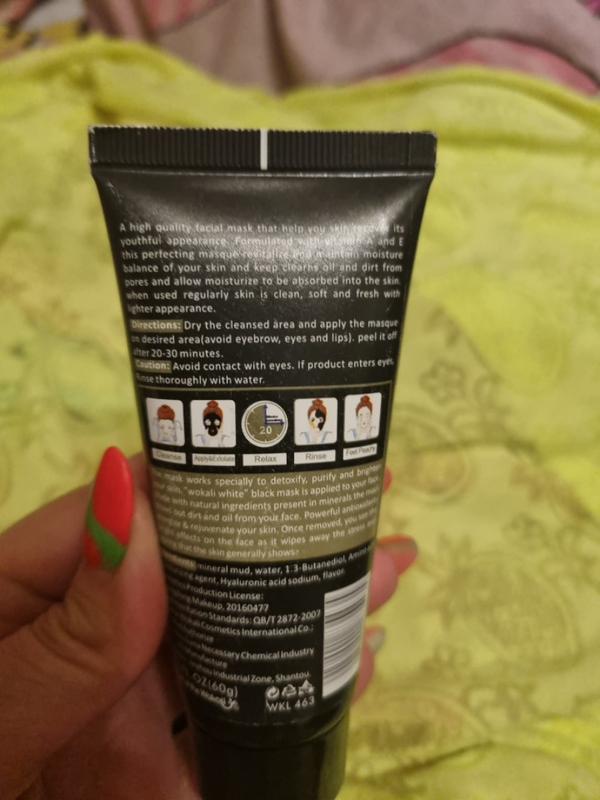 A high quality facial mask that help you skin recover its
youthful appearance. Formulated with vitamin A and E
this perfecting masque revitalize and maintain moisture
balance of your skin and keep clearns oil and dirt from
pores and allow moisturize to be absorbed into the skin.
when used regularly skin is clean, soft and fresh with
lighter appearance.
Directions: Dry the cleansed area and apply the masque
on desired area(avoid eyebrow, eyes and lips). peel it off
after 20-30 minutes.
Caution: Avoid contact with eyes. If product enters eyes,
rinse thoroughly with water.
20
Cleanse Apply&Exfoliate Relax Rinse Feel Peachy
mask works specially to detoxify, purify and brighten
skin, "wokali white" black mask is applied to your face
with natural ingredients present in minerals the mask
out dirt and oil from your face. Powerful antioxidants
& rejuvenate your skin. Once removed, you see the
effects on the face as it wipes away the stress and
that the skin generally shows.
mineral mud, water, 1:3-Butanediol, Amino
agent, Hyaluronic acid sodium, flavor.
Production License:
Makeup, 20160477
Standards: QB/T 2872-2007
Cosmetics International Co.:
Necessary Chemical Industry
Industrial Zone, Shantou.
OZ(60g)
WKL 463